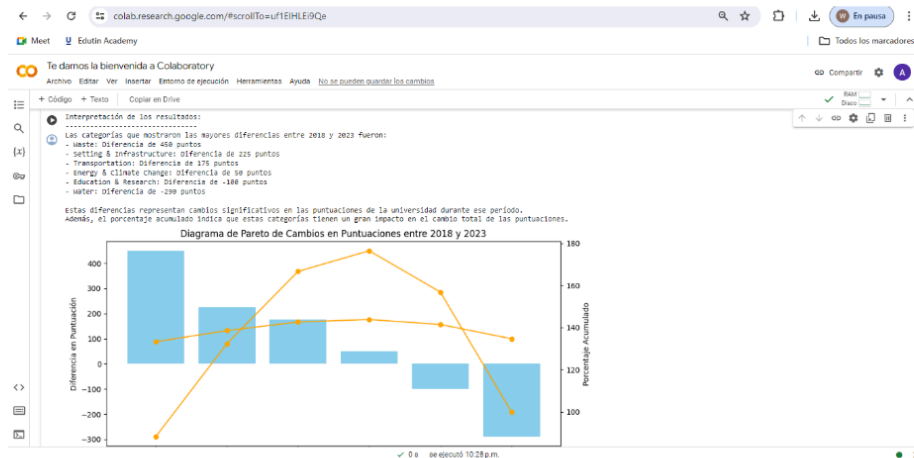 colab.research.google.com/#scrollTo=uf1ElHLEi9Qe
En pausa
Meet
Edutin Academy
Todos los marcadores
Te damos la bienvenida a Colaboratory
Archivo Editar Ver Insertar Entorno de ejecución Herramientas Ayuda No se pueden guardar los cambios
Compartir
A
+ Código + Texto Copiar en Drive
RAM
Disco
Interpretación de los resultados:
------------------------------
Las categorías que mostraron las mayores diferencias entre 2018 y 2023 fueron:
- Waste: Diferencia de 450 puntos
- Setting & Infrastructure: Diferencia de 225 puntos
- Transportation: Diferencia de 175 puntos
- Energy & Climate Change: Diferencia de 50 puntos
- Education & Research: Diferencia de -100 puntos
- Water: Diferencia de -290 puntos
Estas diferencias representan cambios significativos en las puntuaciones de la universidad durante ese período.
Además, el porcentaje acumulado indica que estas categorías tienen un gran impacto en el cambio total de las puntuaciones.
Diagrama de Pareto de Cambios en Puntuaciones entre 2018 y 2023
Diferencia en Puntuación
400
300
200
100
0
−100
−200
−300
180
160
140
120
100
Porcentaje Acumulado
0 s se ejecutó 10:28 p.m.